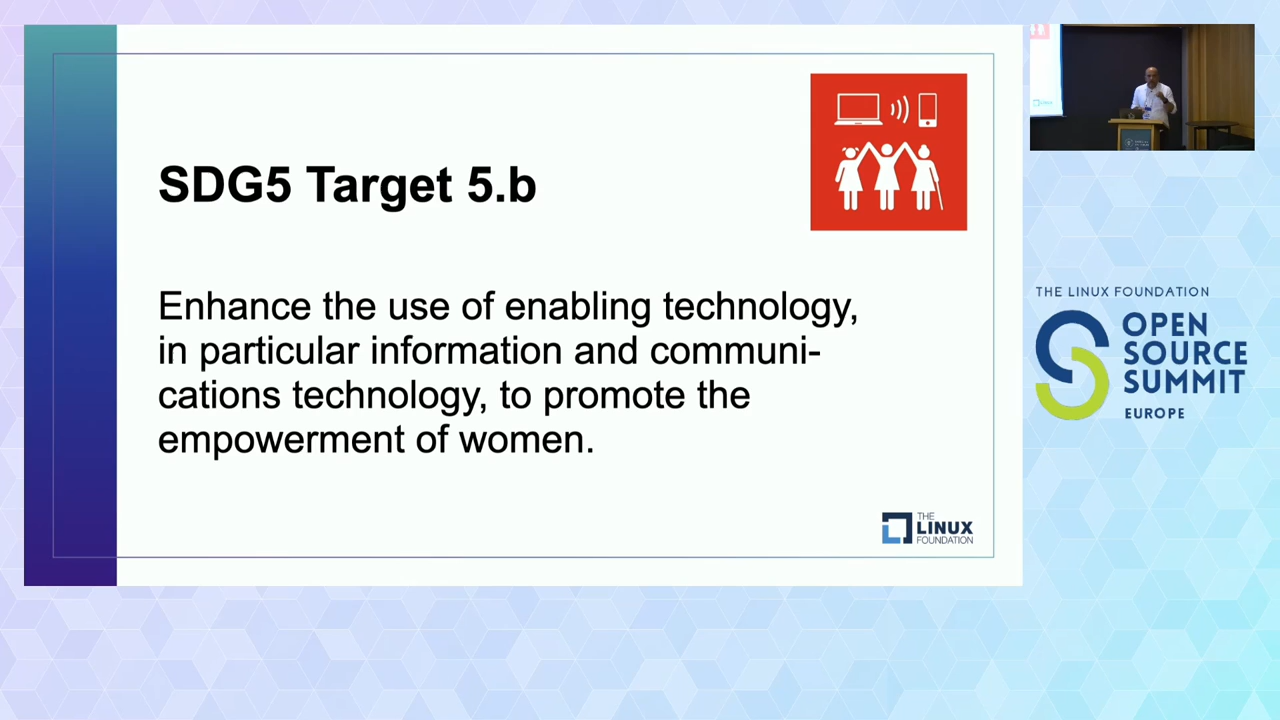 SDG5 Target 5.b
Enhance the use of enabling technology,
in particular information and communi-
cations technology, to promote the
empowerment of women.
THE
LINUX
FOUNDATION
THE LINUX FOUNDATION
OPEN
SOURCE
SUMMIT
EUROPE